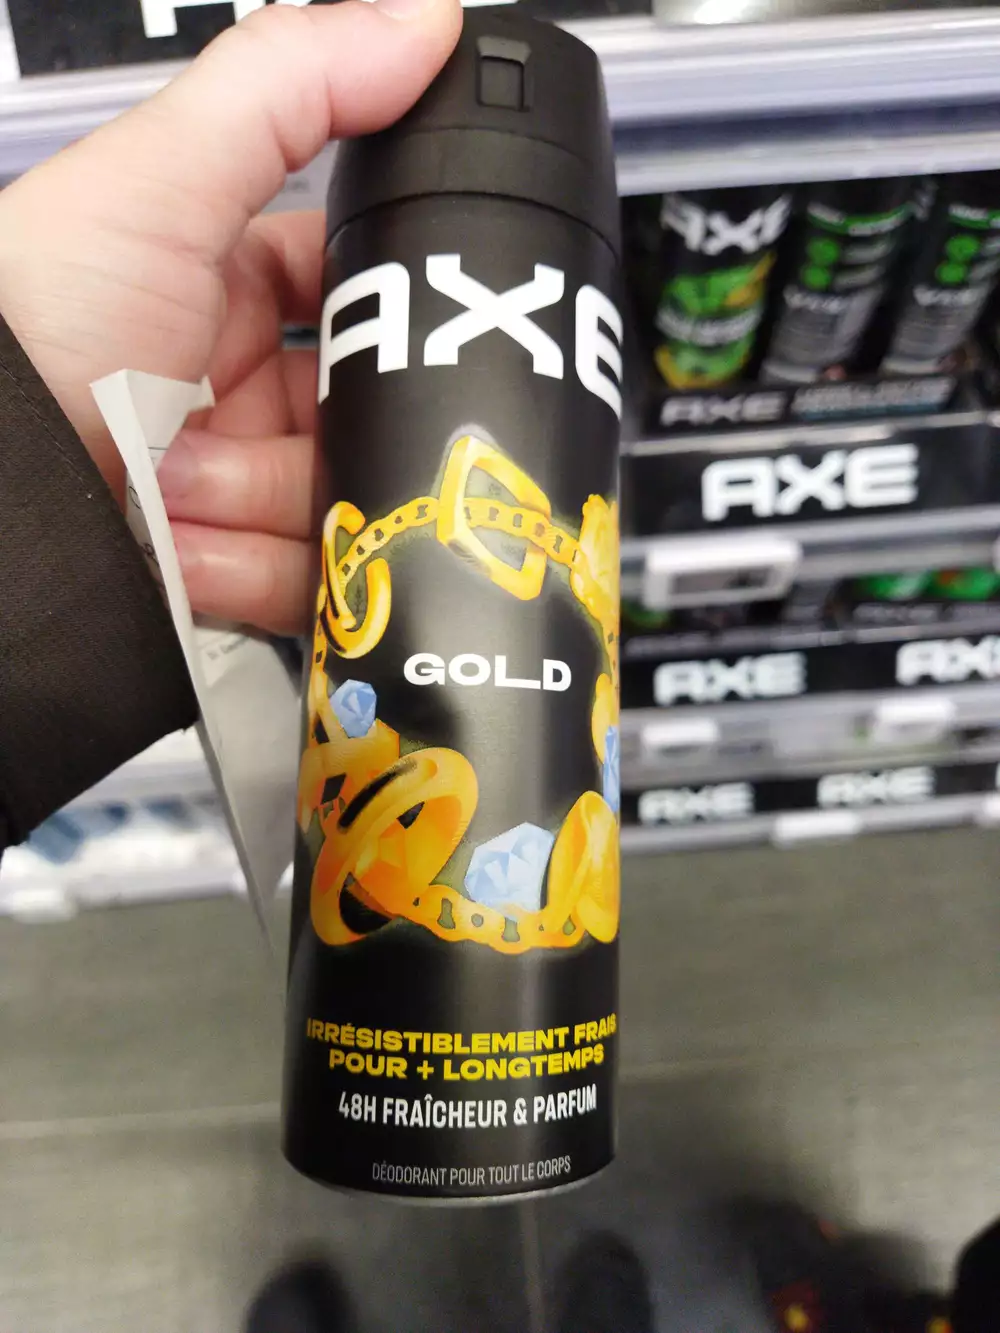 AXE
GOLD
IRRÉSISTIBLEMENT FRAIS
POUR + LONGTEMPS
48H FRAÎCHEUR & PARFUM
DÉODORANT POUR TOUT LE CORPS
AXE
AXE
AXE
AXE
AXE
AXE
AXE